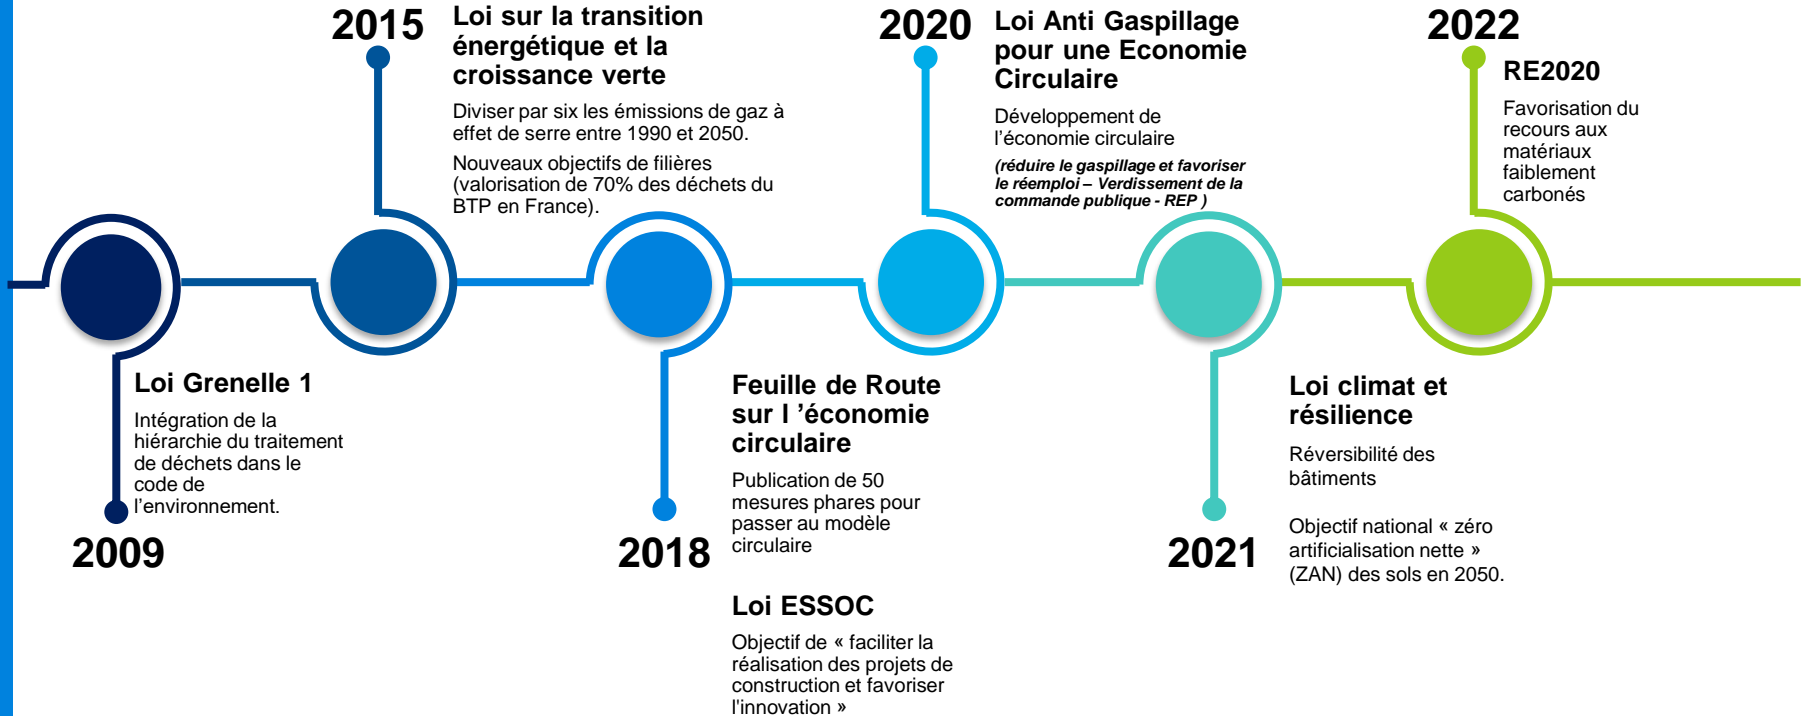 2015
Loi sur la transition
énergétique et la
croissance verte
Diviser par six les émissions de gaz à
effet de serre entre 1990 et 2050.
Nouveaux objectifs de filières
(valorisation de 70% des déchets du
BTP en France).
2020
Loi Anti Gaspillage
pour une Economie
Circulaire
Développement de
l’économie circulaire
(réduire le gaspillage et favoriser
le réemploi – Verdissement de la
commande publique - REP )
2022
RE2020
Favorisation du
recours aux
matériaux
faiblement
carbonés
Loi Grenelle 1
Intégration de la
hiérarchie du traitement
de déchets dans le
code de
l’environnement.
2009
Feuille de Route
sur l ’économie
circulaire
Publication de 50
mesures phares pour
passer au modèle
circulaire
2018
Loi ESSOC
Objectif de « faciliter la
réalisation des projets de
construction et favoriser
l'innovation »
Loi climat et
résilience
Réversibilité des
bâtiments
Objectif national « zéro
artificialisation nette »
(ZAN) des sols en 2050.
2021